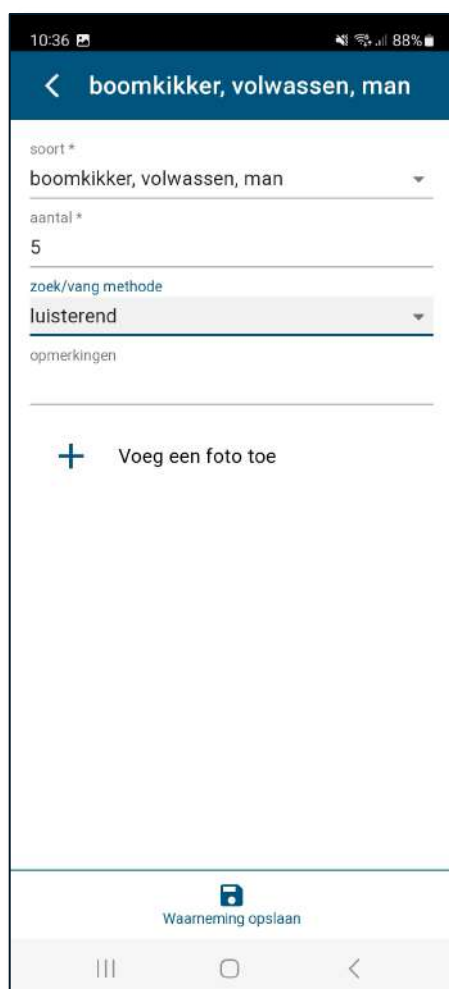 10:36 88%
boomkikker, volwassen, man
soort *
boomkikker, volwassen, man
aantal *
5
zoek/vang methode
luisterend
opmerkingen
Voeg een foto toe
Waarneming opslaan